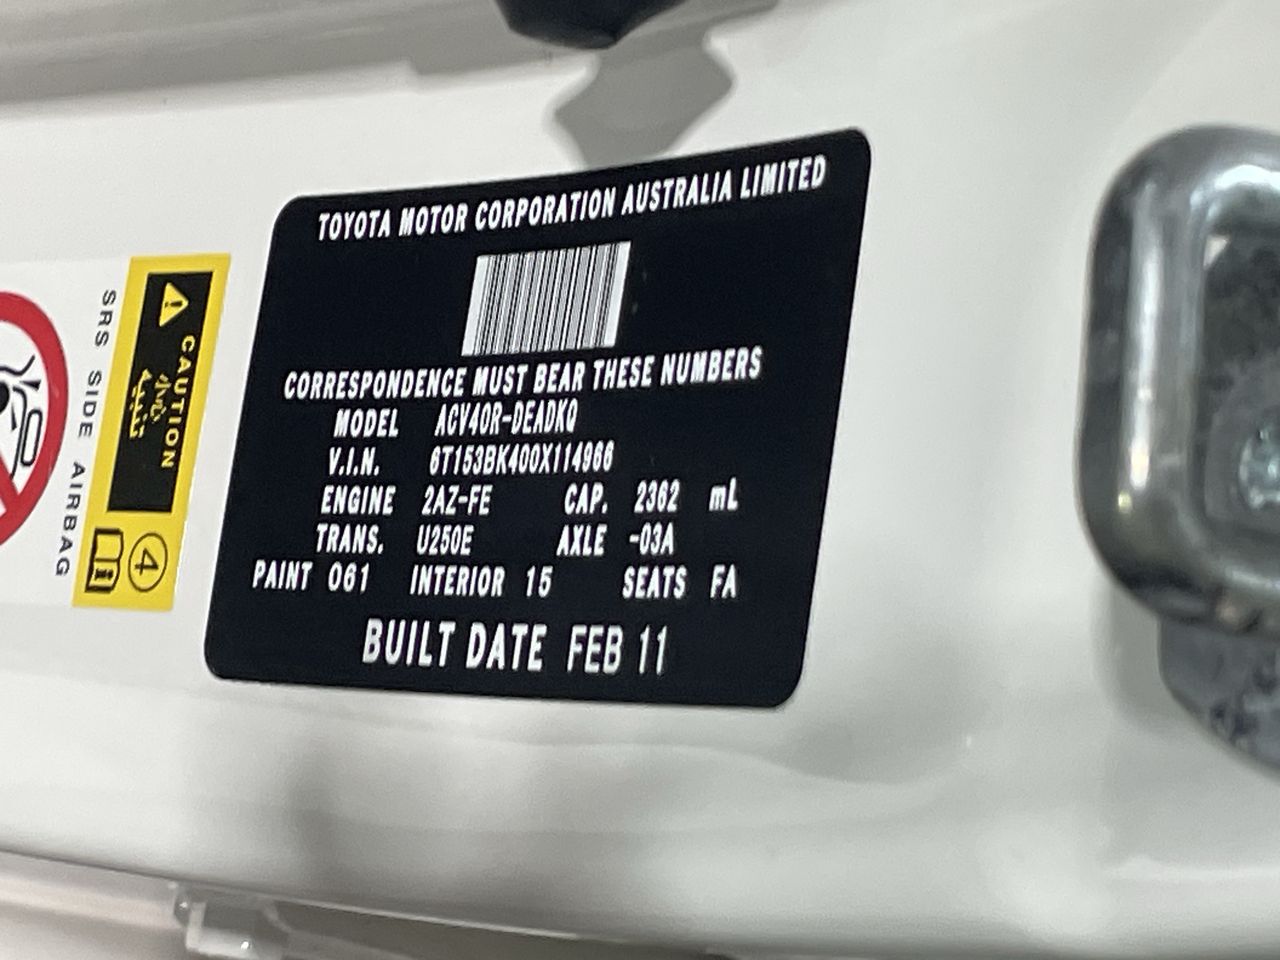 TOYOTA MOTOR CORPORATION AUSTRALIA LIMITED
CORRESPONDENCE MUST BEAR THESE NUMBERS
MODEL ACV40R-DEADKQ
V.I.N. 6T153BK400X114966
ENGINE 2AZ-FE CAP. 2362 mL
TRANS. U250E AXLE -03A
PAINT 061 INTERIOR 15 SEATS FA
BUILT DATE FEB 11
CAUTION
تنبيه
4
SRS SIDE AIRBAG